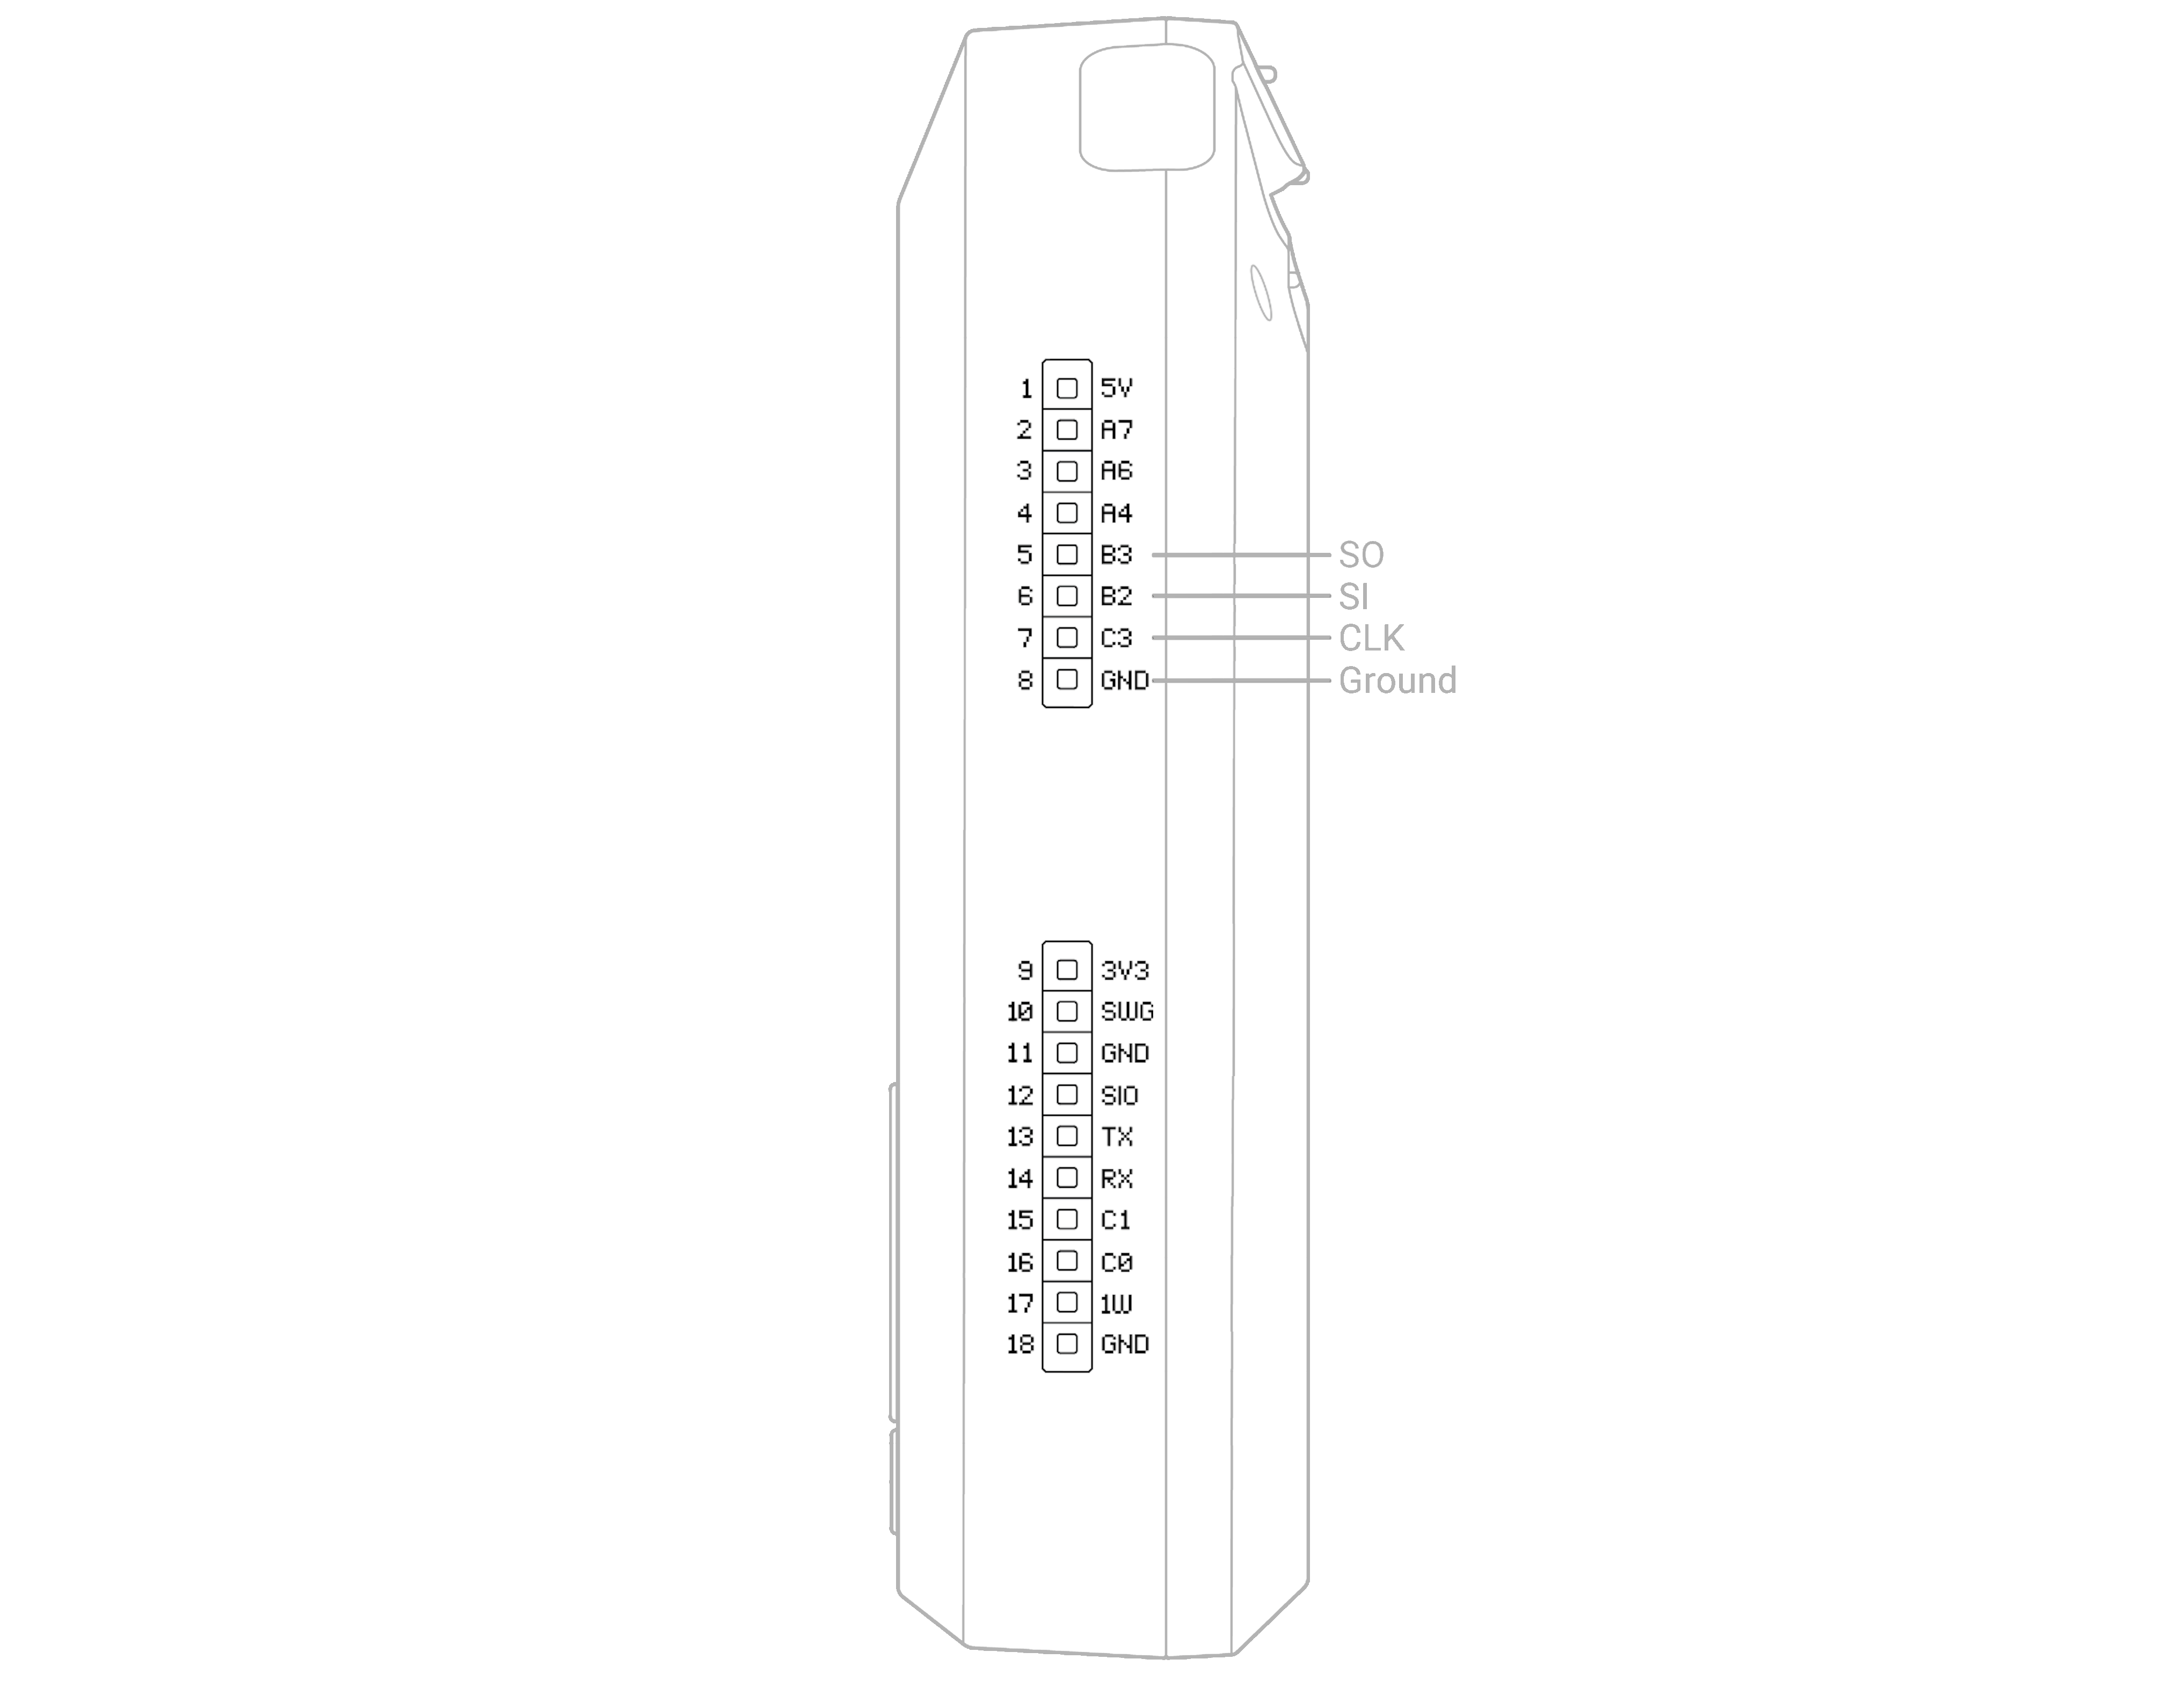 1 5V
2 A7
3 A6
4 A4
5 B3 SO
6 B2 SI
7 C3 CLK
8 GND Ground
9 3V3
10 SWG
11 GND
12 SIO
13 TX
14 RX
15 C1
16 C0
17 1W
18 GND